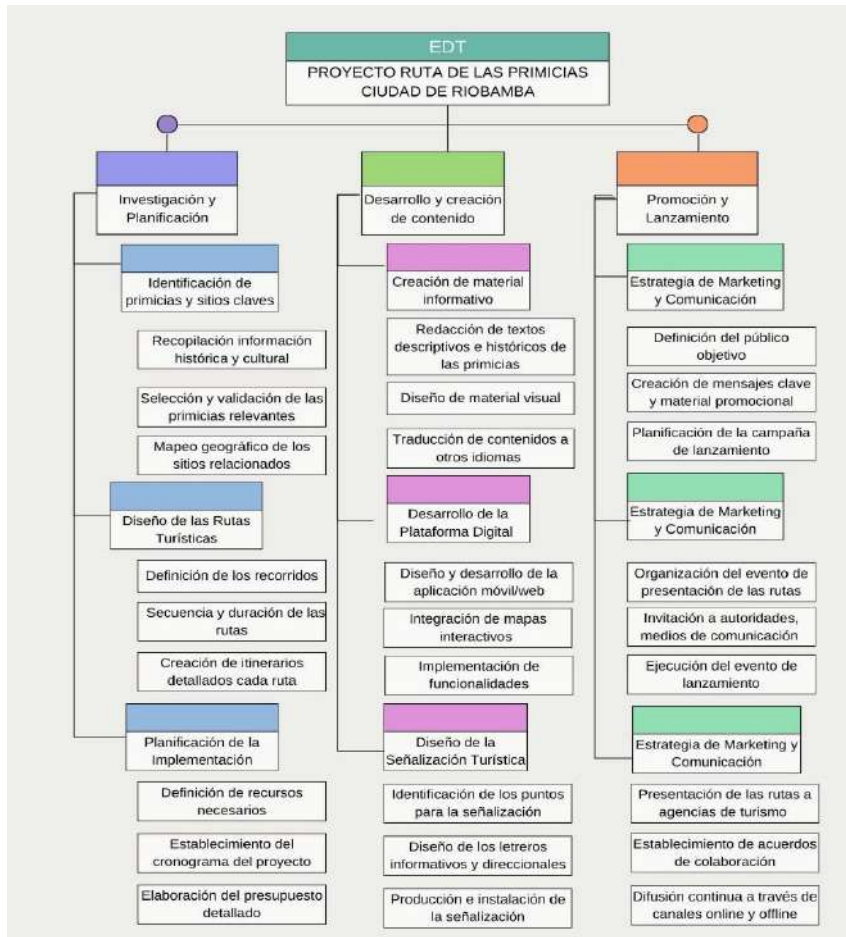 EDT
PROYECTO RUTA DE LAS PRIMICIAS
CIUDAD DE RIOBAMBA
Investigación y
Planificación
Identificación de
primicias y sitios claves
Recopilación información
histórica y cultural
Selección y validación de las
primicias relevantes
Mapeo geográfico de los
sitios relacionados
Diseño de las Rutas
Turísticas
Definición de los recorridos
Secuencia y duración de las
rutas
Creación de itinerarios
detallados cada ruta
Planificación de la
Implementación
Definición de recursos
necesarios
Establecimiento del
cronograma del proyecto
Elaboración del presupuesto
detallado
Desarrollo y creación
de contenido
Creación de material
informativo
Redacción de textos
descriptivos e históricos de
las primicias
Diseño de material visual
Traducción de contenidos a
otros idiomas
Desarrollo de la
Plataforma Digital
Diseño y desarrollo de la
aplicación móvil/web
Integración de mapas
interactivos
Implementación de
funcionalidades
Diseño de la
Señalización Turística
Identificación de los puntos
para la señalización
Diseño de los letreros
informativos y direccionales
Producción e instalación de
la señalización
Promoción y
Lanzamiento
Estrategia de Marketing
y Comunicación
Definición del público
objetivo
Creación de mensajes clave
y material promocional
Planificación de la campaña
de lanzamiento
Estrategia de Marketing
y Comunicación
Organización del evento de
presentación de las rutas
Invitación a autoridades,
medios de comunicación
Ejecución del evento de
lanzamiento
Estrategia de Marketing y
Comunicación
Presentación de las rutas a
agencias de turismo
Establecimiento de acuerdos
de colaboración
Difusión continua a través de
canales online y offline